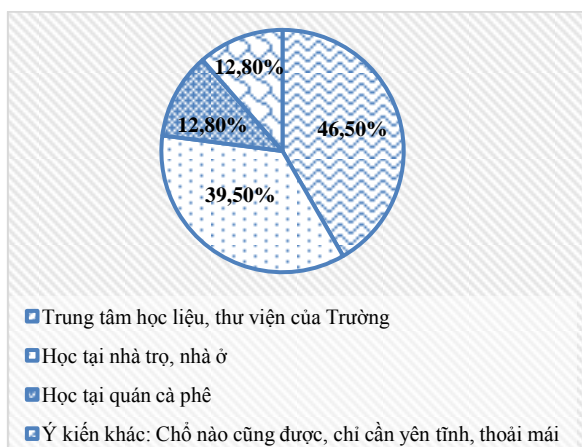 12,80%
46,50%
12,80%
39,50%
Trung tâm học liệu, thư viện của Trường
Học tại nhà trọ, nhà ở
Học tại quán cà phê
Ý kiến khác: Chổ nào cũng được, chỉ cần yên tĩnh, thoải mái